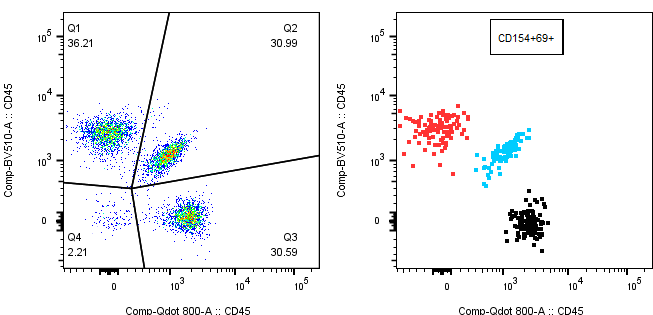 Q1
36.21
Q2
30.99
Q4
2.21
Q3
30.59
10^5
10^4
10^3
0
0
10^3
10^4
10^5
Comp-BV510-A :: CD45
Comp-Qdot 800-A :: CD45
CD154+69+
10^5
10^4
10^3
0
0
10^3
10^4
10^5
Comp-BV510-A :: CD45
Comp-Qdot 800-A :: CD45